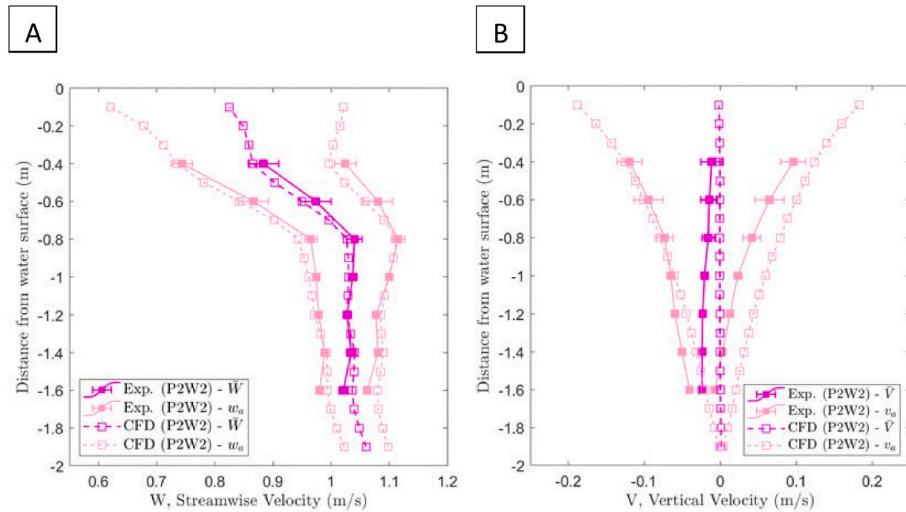 A
B
0
-0.2
-0.4
-0.6
-0.8
-1
-1.2
-1.4
-1.6
-1.8
-2
Distance from water surface (m)
Exp. (P2W2) - W̄
Exp. (P2W2) - wₐ
CFD (P2W2) - W̄
CFD (P2W2) - wₐ
0.6 0.7 0.8 0.9 1 1.1 1.2
W, Streamwise Velocity (m/s)
0
-0.2
-0.4
-0.6
-0.8
-1
-1.2
-1.4
-1.6
-1.8
-2
Distance from water surface (m)
Exp. (P2W2) - V̄
Exp. (P2W2) - vₐ
CFD (P2W2) - V̄
CFD (P2W2) - vₐ
-0.2 -0.1 0 0.1 0.2
V, Vertical Velocity (m/s)